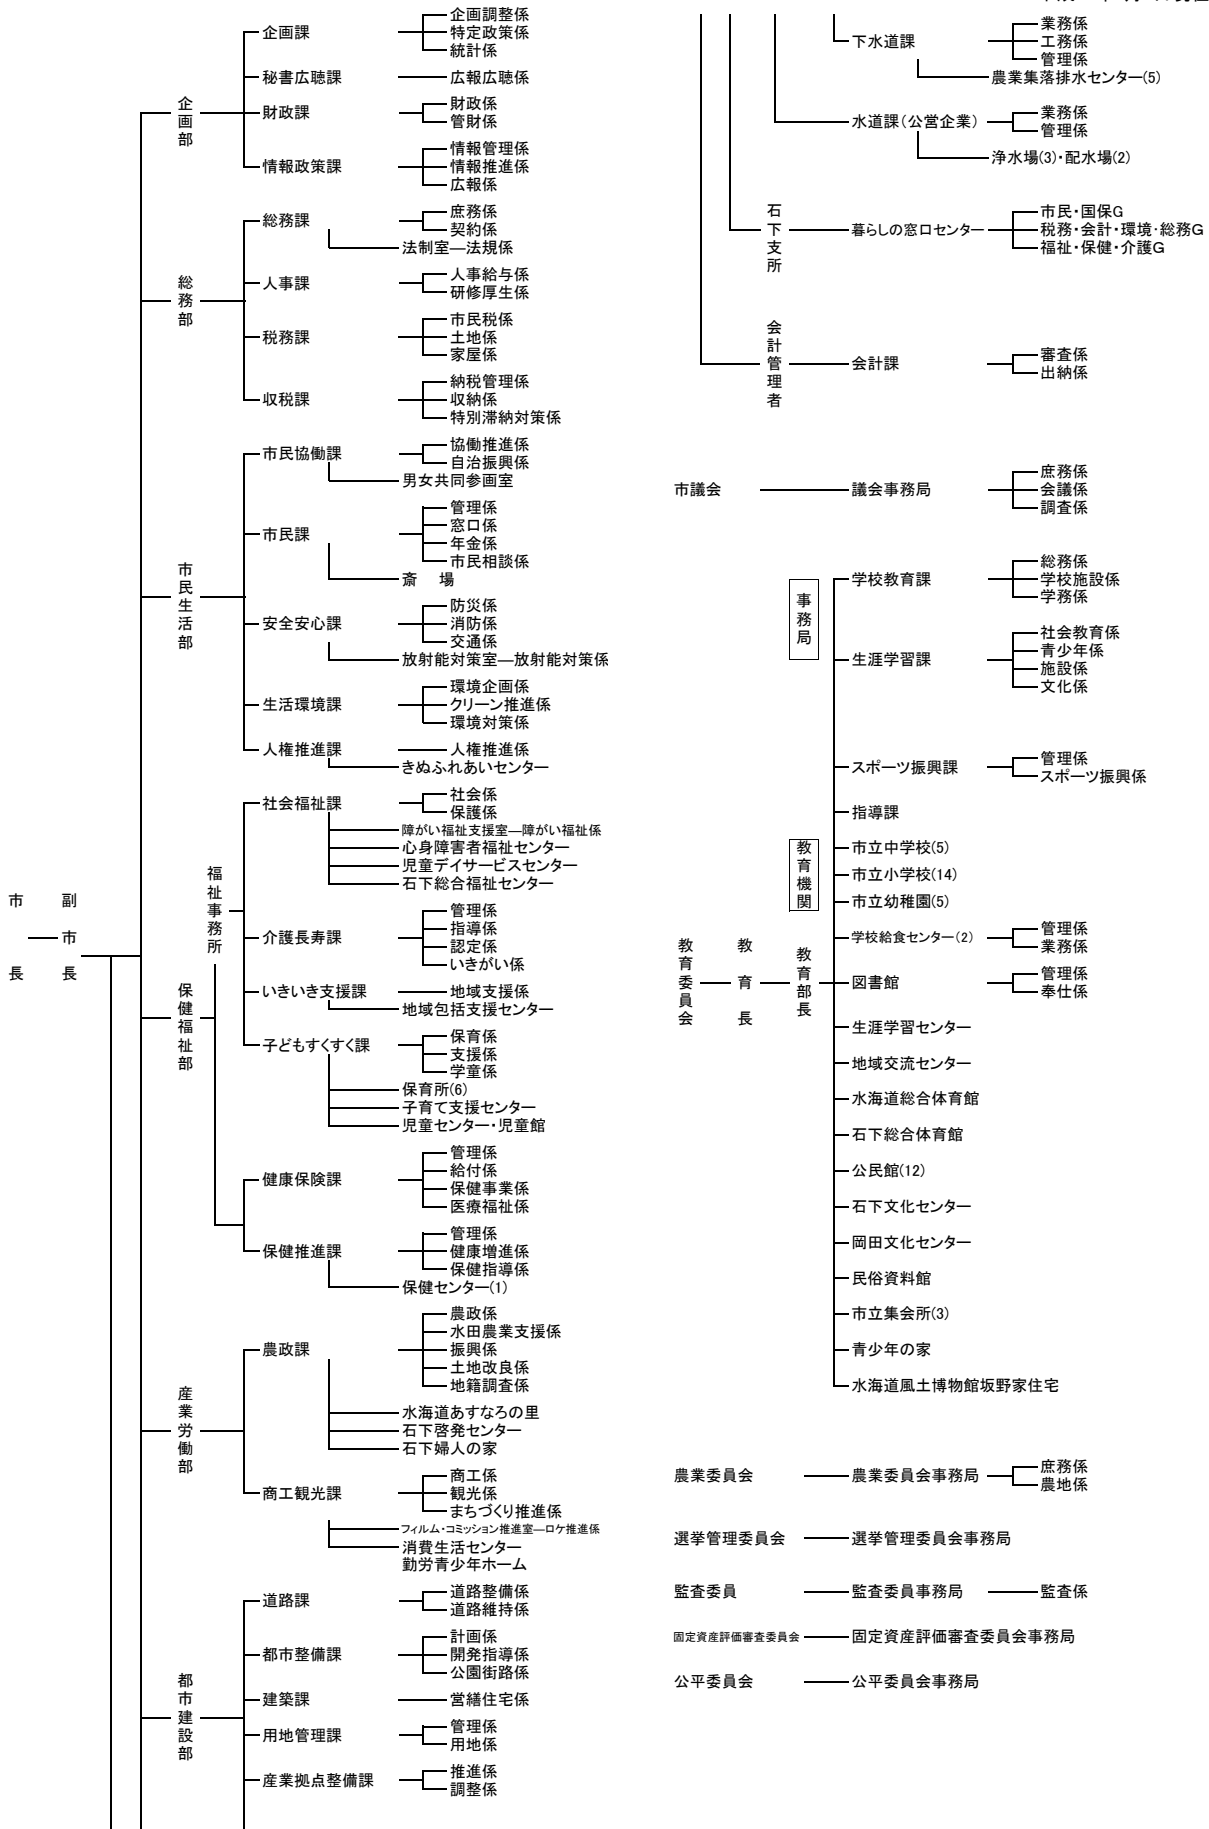 企画課
企画調整係
特定政策係
統計係
秘書広聴課
広報広聴係
企画部
財政課
財政係
管財係
情報政策課
情報管理係
情報推進係
広報係
総務課
庶務係
契約係
法制室―法規係
総務部
人事課
人事給与係
研修厚生係
税務課
市民税係
土地係
家屋係
収税課
納税管理係
収納係
特別滞納対策係
市民協働課
協働推進係
自治振興係
男女共同参画室
市民課
管理係
窓口係
年金係
市民相談係
斎 場
市民生活部
安全安心課
防災係
消防係
交通係
放射能対策室―放射能対策係
生活環境課
環境企画係
クリーン推進係
環境対策係
人権推進課
人権推進係
きぬふれあいセンター
社会福祉課
社会係
保護係
障がい福祉支援室―障がい福祉係
心身障害者福祉センター
児童デイサービスセンター
石下総合福祉センター
福祉事務所
市長
副市長
介護長寿課
管理係
指導係
認定係
いきがい係
いきいき支援課
地域支援係
地域包括支援センター
保健福祉部
子どもすくすく課
保育係
支援係
学童係
保育所(6)
子育て支援センター
児童センター・児童館
健康保険課
管理係
給付係
保健事業係
医療福祉係
保健推進課
管理係
健康増進係
保健指導係
保健センター(1)
農政課
農政係
水田農業支援係
振興係
土地改良係
地籍調査係
産業労働部
水海道あすなろの里
石下啓発センター
石下婦人の家
商工観光課
商工係
観光係
まちづくり推進係
フィルム・コミッション推進室―ロケ推進係
消費生活センター
勤労青少年ホーム
道路課
道路整備係
道路維持係
都市整備課
計画係
開発指導係
公園街路係
都市建設部
建築課
営繕住宅係
用地管理課
管理係
用地係
産業拠点整備課
推進係
調整係
下水道課
業務係
工務係
管理係
農業集落排水センター(5)
水道課(公営企業)
業務係
管理係
浄水場(3)・配水場(2)
石下支所
暮らしの窓口センター
市民・国保G
税務・会計・環境・総務G
福祉・保健・介護G
会計管理者
会計課
審査係
出納係
市議会
議会事務局
庶務係
会議係
調査係
事務局
学校教育課
総務係
学校施設係
学務係
生涯学習課
社会教育係
青少年係
施設係
文化係
スポーツ振興課
管理係
スポーツ振興係
指導課
教育機関
市立中学校(5)
市立小学校(14)
市立幼稚園(5)
学校給食センター(2)
管理係
業務係
教育委員会
教育長
教育部長
図書館
管理係
奉仕係
生涯学習センター
地域交流センター
水海道総合体育館
石下総合体育館
公民館(12)
石下文化センター
岡田文化センター
民俗資料館
市立集会所(3)
青少年の家
水海道風土博物館坂野家住宅
農業委員会
農業委員会事務局
庶務係
農地係
選挙管理委員会
選挙管理委員会事務局
監査委員
監査委員事務局
監査係
固定資産評価審査委員会
固定資産評価審査委員会事務局
公平委員会
公平委員会事務局